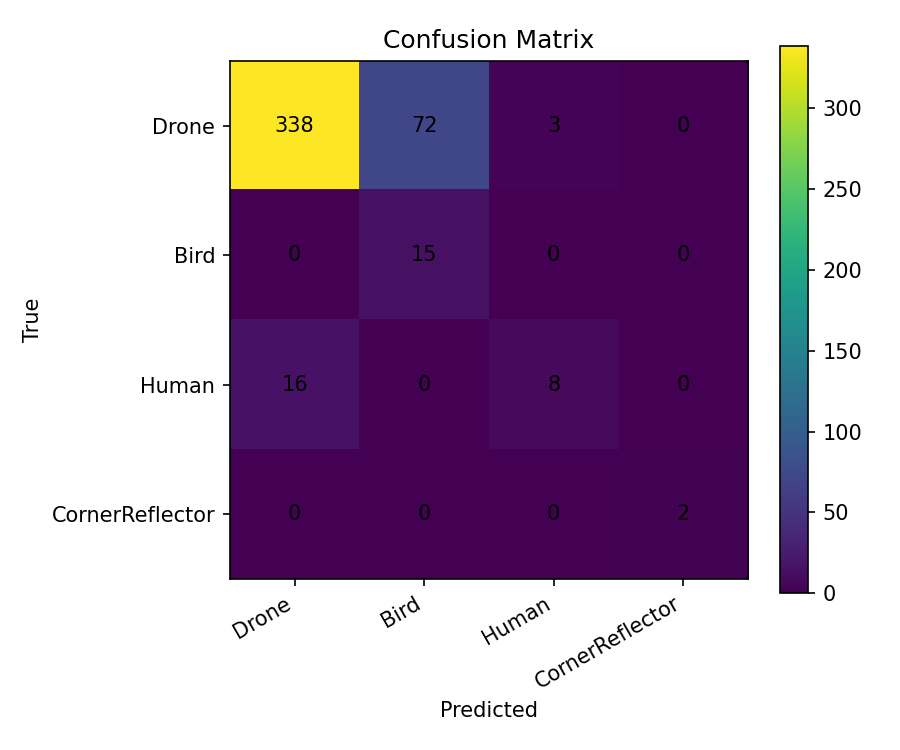 Confusion Matrix
Drone 338 72 3 0
Bird 0 15 0 0
Human 16 0 8 0
CornerReflector 0 0 0 2
Drone Bird Human CornerReflector
Predicted
True
300
250
200
150
100
50
0